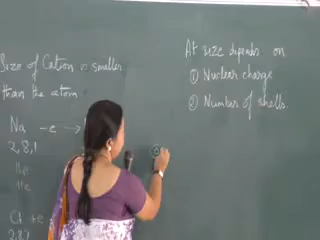 Size of Cation is smaller
than the atom
Na -e →
2,8,1
11p
11e
Cl +e
2,8,7
At size depends on
① Nuclear charge
② Number of shells.